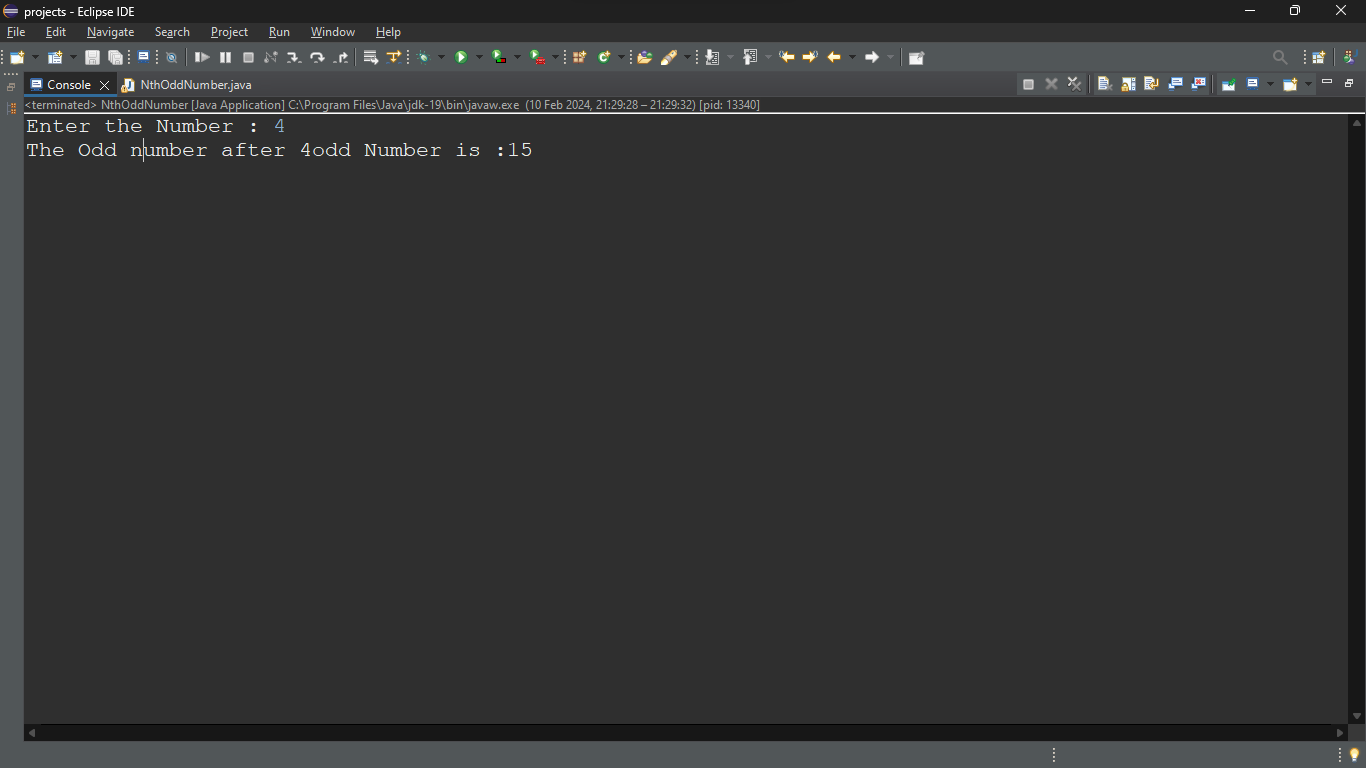 projects - Eclipse IDE
File Edit Navigate Search Project Run Window Help
Console NthOddNumber.java
<terminated> NthOddNumber [Java Application] C:\Program Files\Java\jdk-19\bin\javaw.exe (10 Feb 2024, 21:29:28 – 21:29:32) [pid: 13340]
Enter the Number : 4
The Odd number after 4odd Number is :15